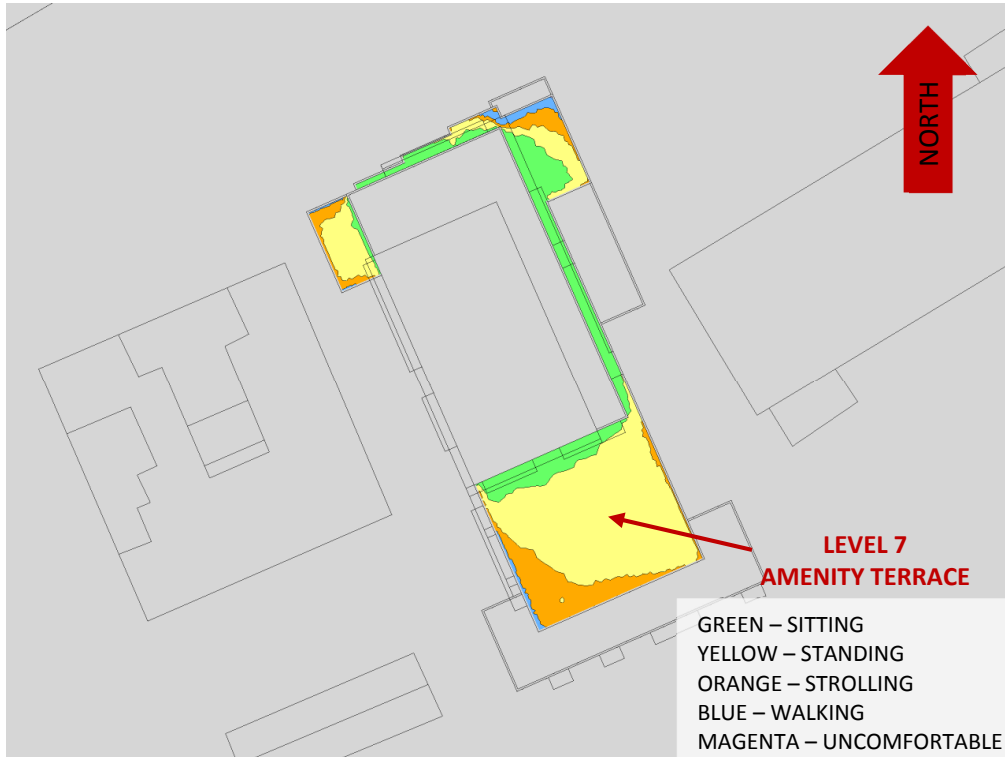 NORTH
LEVEL 7
AMENITY TERRACE
GREEN – SITTING
YELLOW – STANDING
ORANGE – STROLLING
BLUE – WALKING
MAGENTA – UNCOMFORTABLE